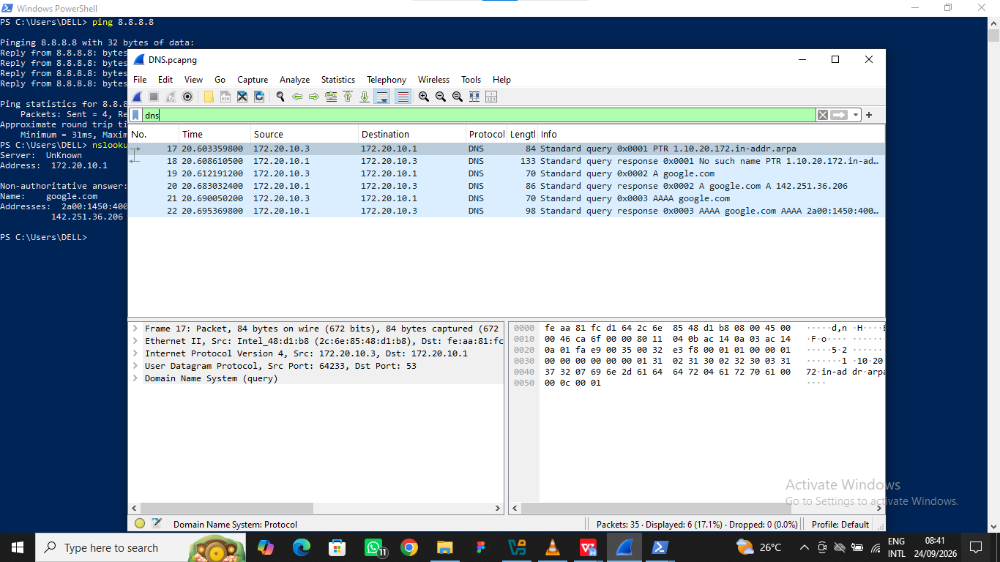 Windows PowerShell
PS C:\Users\DELL> ping 8.8.8.8
Pinging 8.8.8.8 with 32 bytes of data:
Reply from 8.8.8.8: bytes
Reply from 8.8.8.8: bytes
Reply from 8.8.8.8: bytes
Reply from 8.8.8.8: bytes
Ping statistics for 8.8.8
Packets: Sent = 4, Re
Approximate round trip ti
Minimum = 31ms, Maxim
PS C:\Users\DELL> nslooku
Server: UnKnown
Address: 172.20.10.1
Non-authoritative answer:
Name: google.com
Addresses: 2a00:1450:400
142.251.36.206
PS C:\Users\DELL>
DNS.pcapng
File Edit View Go Capture Analyze Statistics Telephony Wireless Tools Help
dns
No. Time Source Destination Protocol Lengtl Info
17 20.603359800 172.20.10.3 172.20.10.1 DNS 84 Standard query 0x0001 PTR 1.10.20.172.in-addr.arpa
18 20.608610500 172.20.10.1 172.20.10.3 DNS 133 Standard query response 0x0001 No such name PTR 1.10.20.172.in-ad…
19 20.612191200 172.20.10.3 172.20.10.1 DNS 70 Standard query 0x0002 A google.com
20 20.683032400 172.20.10.1 172.20.10.3 DNS 86 Standard query response 0x0002 A google.com A 142.251.36.206
21 20.690050200 172.20.10.3 172.20.10.1 DNS 70 Standard query 0x0003 AAAA google.com
22 20.695369800 172.20.10.1 172.20.10.3 DNS 98 Standard query response 0x0003 AAAA google.com AAAA 2a00:1450:400…
Frame 17: Packet, 84 bytes on wire (672 bits), 84 bytes captured (672
Ethernet II, Src: Intel_48:d1:b8 (2c:6e:85:48:d1:b8), Dst: fe:aa:81:fc
Internet Protocol Version 4, Src: 172.20.10.3, Dst: 172.20.10.1
User Datagram Protocol, Src Port: 64233, Dst Port: 53
Domain Name System (query)
0000 fe aa 81 fc d1 64 2c 6e 85 48 d1 b8 08 00 45 00 ·····d,n ·H····E
0010 00 46 ca 6f 00 00 80 11 04 0b ac 14 0a 03 ac 14 ·F·o···· ········
0020 0a 01 fa e9 00 35 00 32 e3 f8 00 01 01 00 00 01 ·····5·2 ········
0030 00 00 00 00 00 00 01 31 02 31 30 02 32 30 03 31 ·······1 ·10·20·
0040 37 32 07 69 6e 2d 61 64 64 72 04 61 72 70 61 00 72·in-ad dr·arpa
0050 00 0c 00 01 ····
Activate Windows
Go to Settings to activate Windows.
Domain Name System: Protocol
Packets: 35 · Displayed: 6 (17.1%) · Dropped: 0 (0.0%)
Profile: Default
Type here to search
11
26°C
ENG
INTL
08:41
24/09/2026